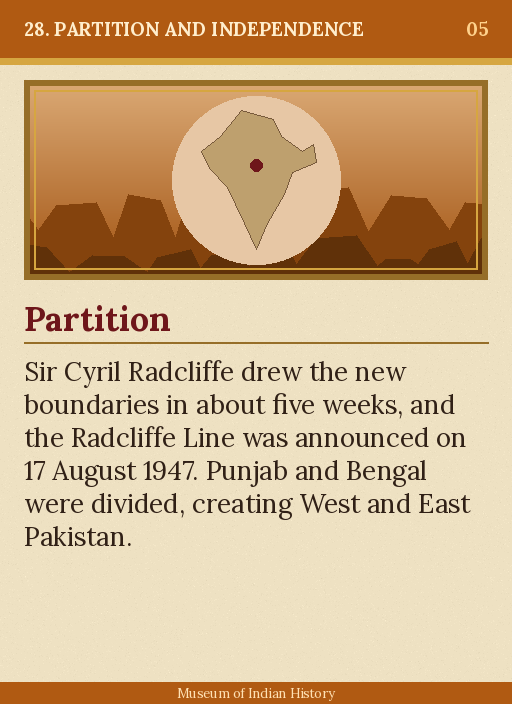 28. PARTITION AND INDEPENDENCE 05
Partition
Sir Cyril Radcliffe drew the new
boundaries in about five weeks, and
the Radcliffe Line was announced on
17 August 1947. Punjab and Bengal
were divided, creating West and East
Pakistan.
Museum of Indian History